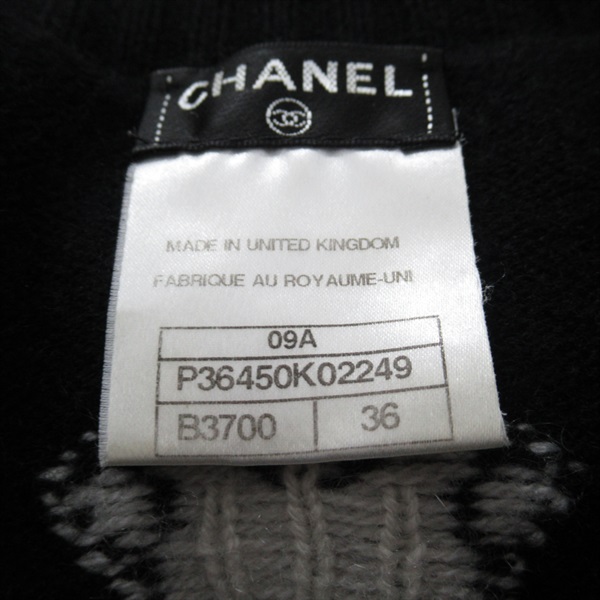 CHANEL
MADE IN UNITED KINGDOM
FABRIQUE AU ROYAUME-UNI
09A
P36450K02249
B3700 36